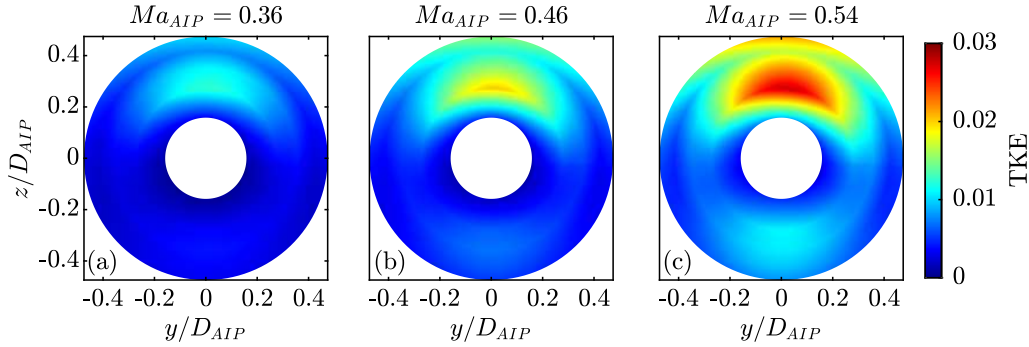 Ma_AIP = 0.36
Ma_AIP = 0.46
Ma_AIP = 0.54
0.4
0.2
0
-0.2
-0.4
z/D_AIP
(a)
(b)
(c)
-0.4 -0.2 0 0.2 0.4
-0.4 -0.2 0 0.2 0.4
-0.4 -0.2 0 0.2 0.4
y/D_AIP
y/D_AIP
y/D_AIP
0.03
0.02
0.01
0
TKE